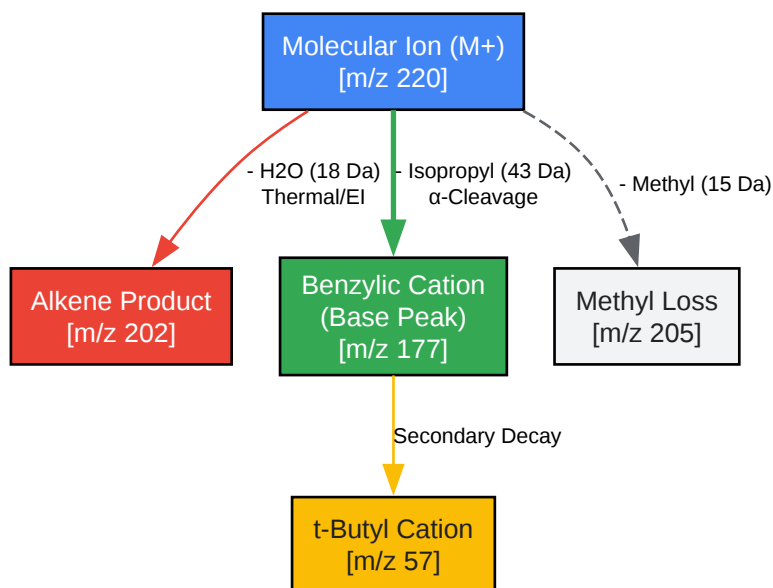 Molecular Ion (M+)
[m/z 220]
- H2O (18 Da)
Thermal/EI
- Isopropyl (43 Da)
α-Cleavage
- Methyl (15 Da)
Alkene Product
[m/z 202]
Benzylic Cation
(Base Peak)
[m/z 177]
Methyl Loss
[m/z 205]
Secondary Decay
t-Butyl Cation
[m/z 57]